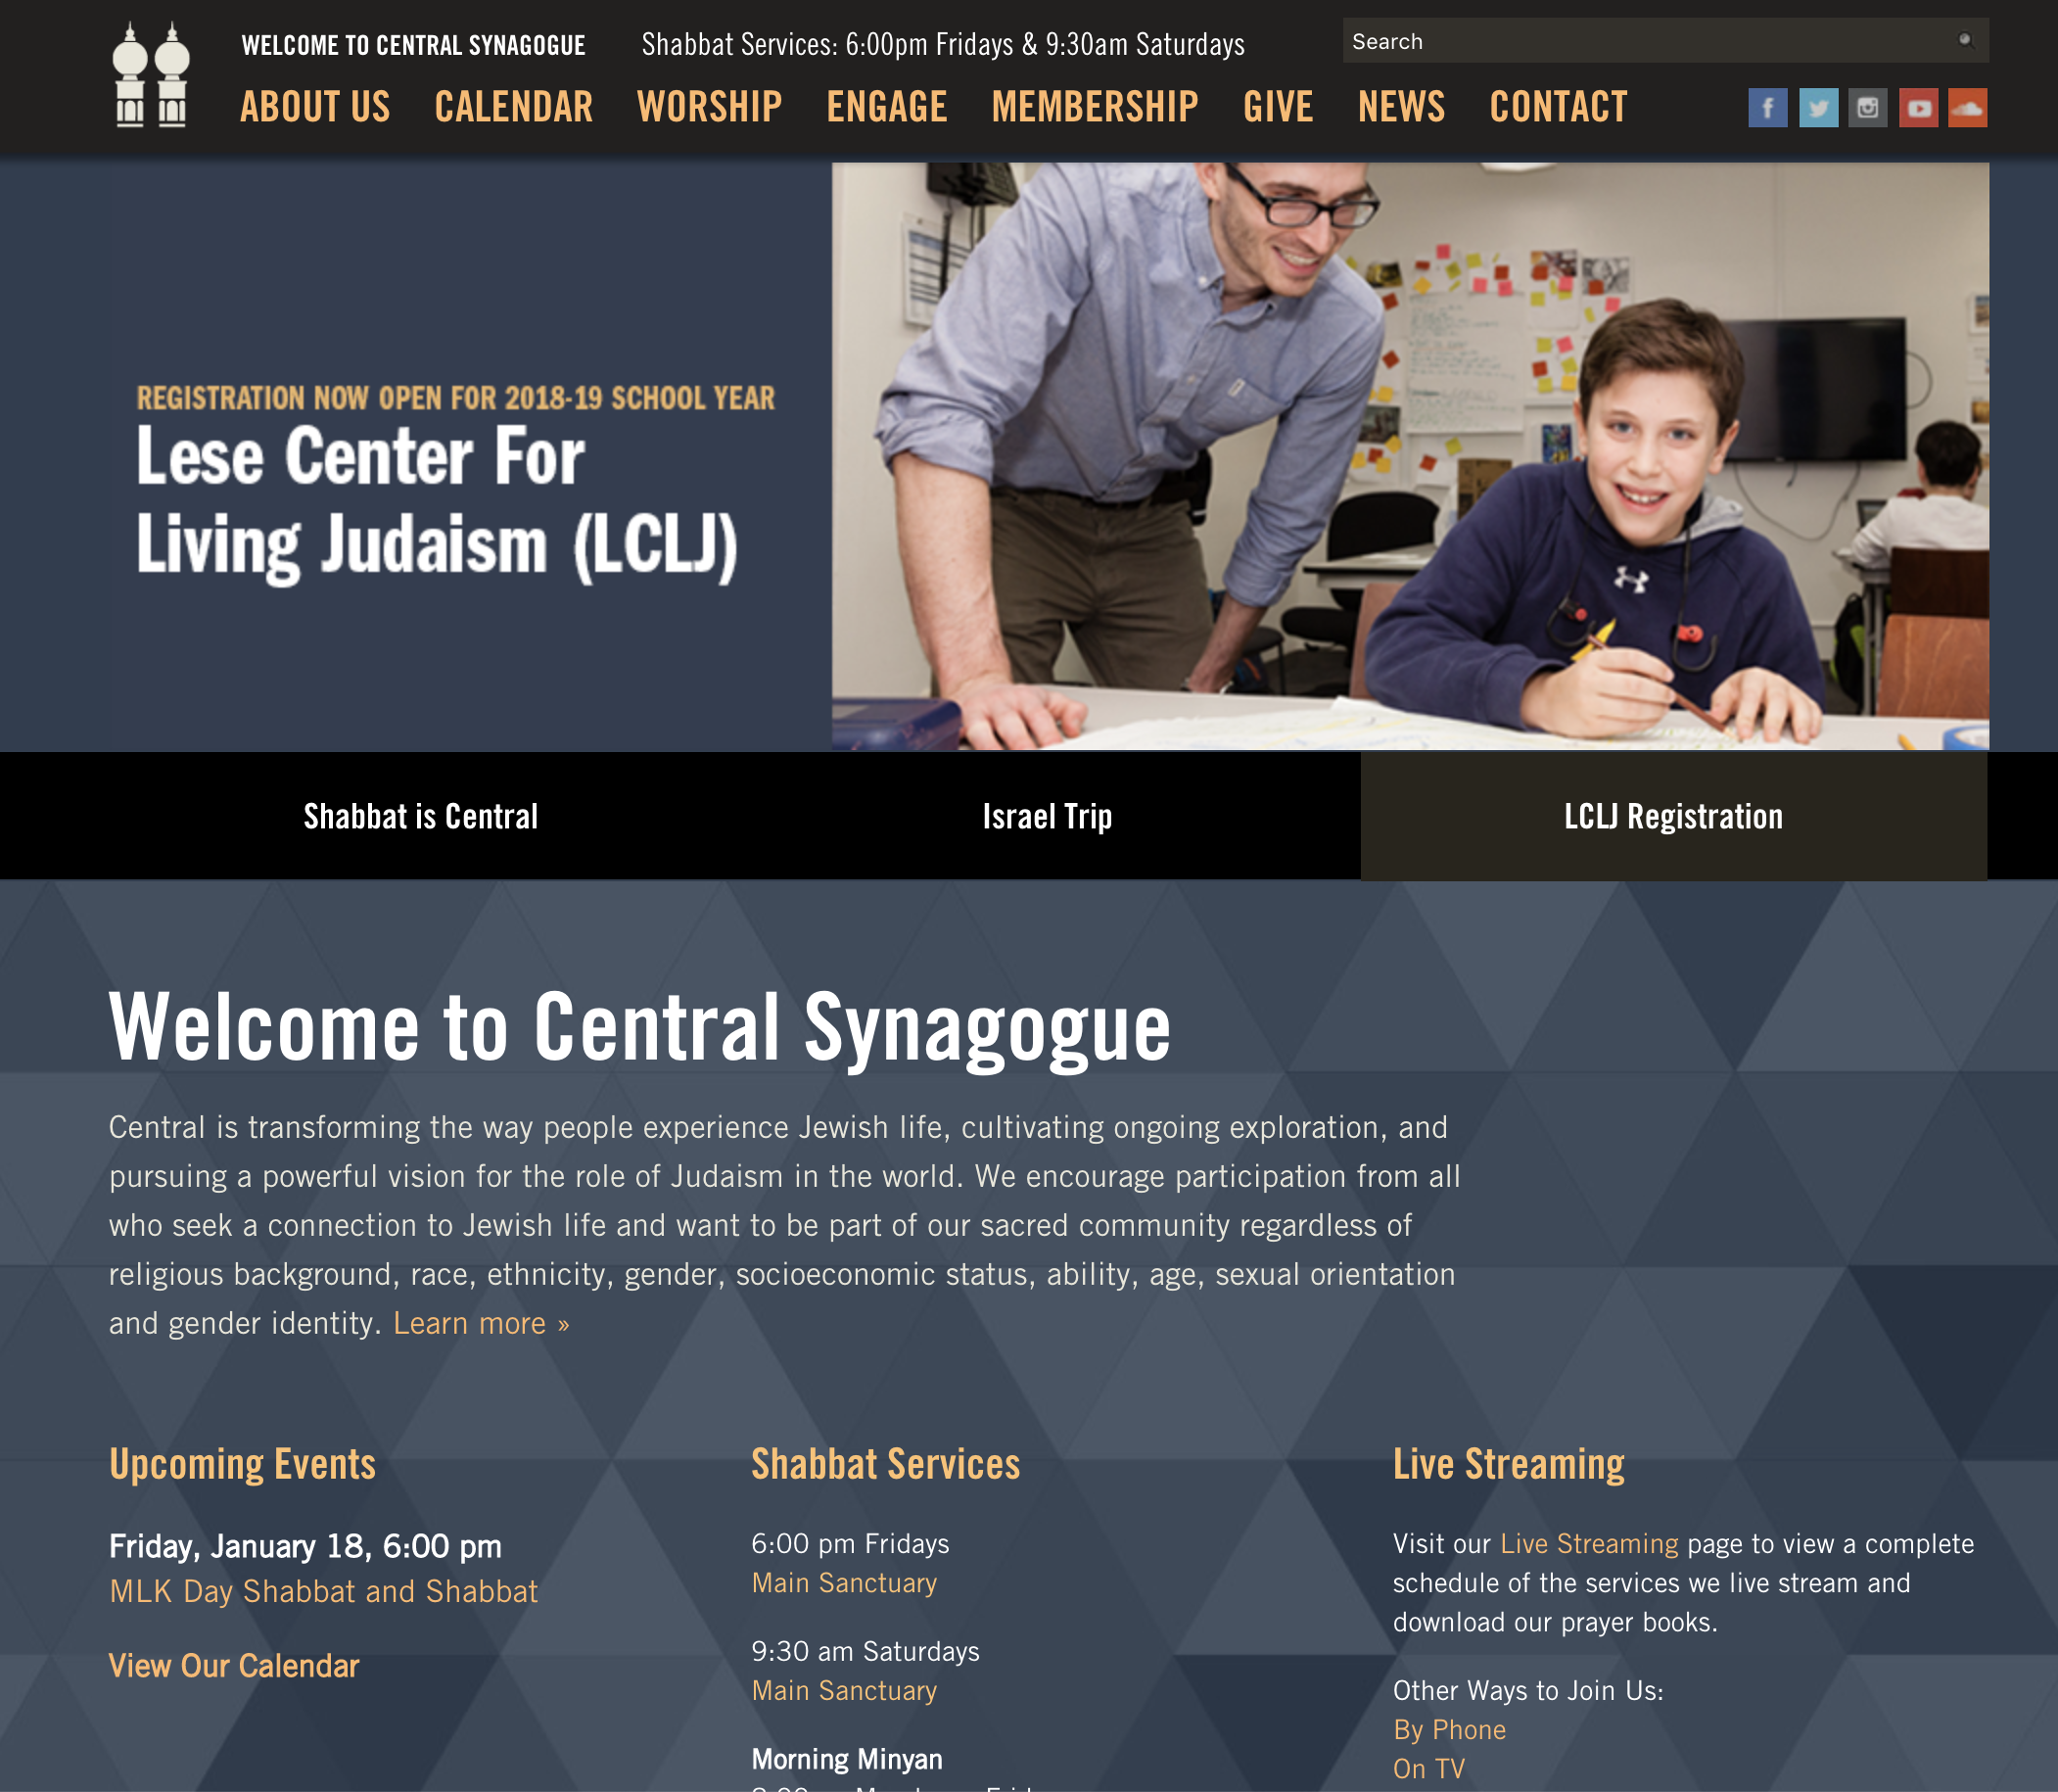 WELCOME TO CENTRAL SYNAGOGUE
Shabbat Services: 6:00pm Fridays & 9:30am Saturdays
Search
ABOUT US
CALENDAR
WORSHIP
ENGAGE
MEMBERSHIP
GIVE
NEWS
CONTACT
REGISTRATION NOW OPEN FOR 2018-19 SCHOOL YEAR
Lese Center For
Living Judaism (LCLJ)
Shabbat is Central
Israel Trip
LCLJ Registration
Welcome to Central Synagogue
Central is transforming the way people experience Jewish life, cultivating ongoing exploration, and
pursuing a powerful vision for the role of Judaism in the world. We encourage participation from all
who seek a connection to Jewish life and want to be part of our sacred community regardless of
religious background, race, ethnicity, gender, socioeconomic status, ability, age, sexual orientation
and gender identity. Learn more »
Upcoming Events
Friday, January 18, 6:00 pm
MLK Day Shabbat and Shabbat
View Our Calendar
Shabbat Services
6:00 pm Fridays
Main Sanctuary
9:30 am Saturdays
Main Sanctuary
Morning Minyan
Live Streaming
Visit our Live Streaming page to view a complete
schedule of the services we live stream and
download our prayer books.
Other Ways to Join Us:
By Phone
On TV